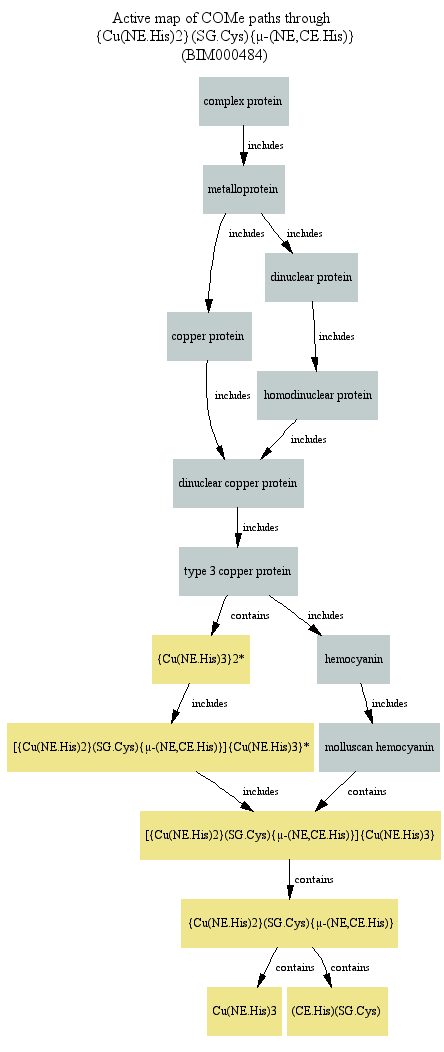 Active map of COMe paths through
{Cu(NE.His)2}(SG.Cys){μ-(NE,CE.His)}
(BIM000484)
complex protein
includes
metalloprotein
includes
includes
dinuclear protein
copper protein
includes
includes
homodinuclear protein
includes
dinuclear copper protein
includes
type 3 copper protein
contains
includes
{Cu(NE.His)3}2*
hemocyanin
includes
includes
[{Cu(NE.His)2}(SG.Cys){μ-(NE,CE.His)}]{Cu(NE.His)3}*
molluscan hemocyanin
includes
contains
[{Cu(NE.His)2}(SG.Cys){μ-(NE,CE.His)}]{Cu(NE.His)3}
contains
{Cu(NE.His)2}(SG.Cys){μ-(NE,CE.His)}
contains
contains
Cu(NE.His)3
(CE.His)(SG.Cys)